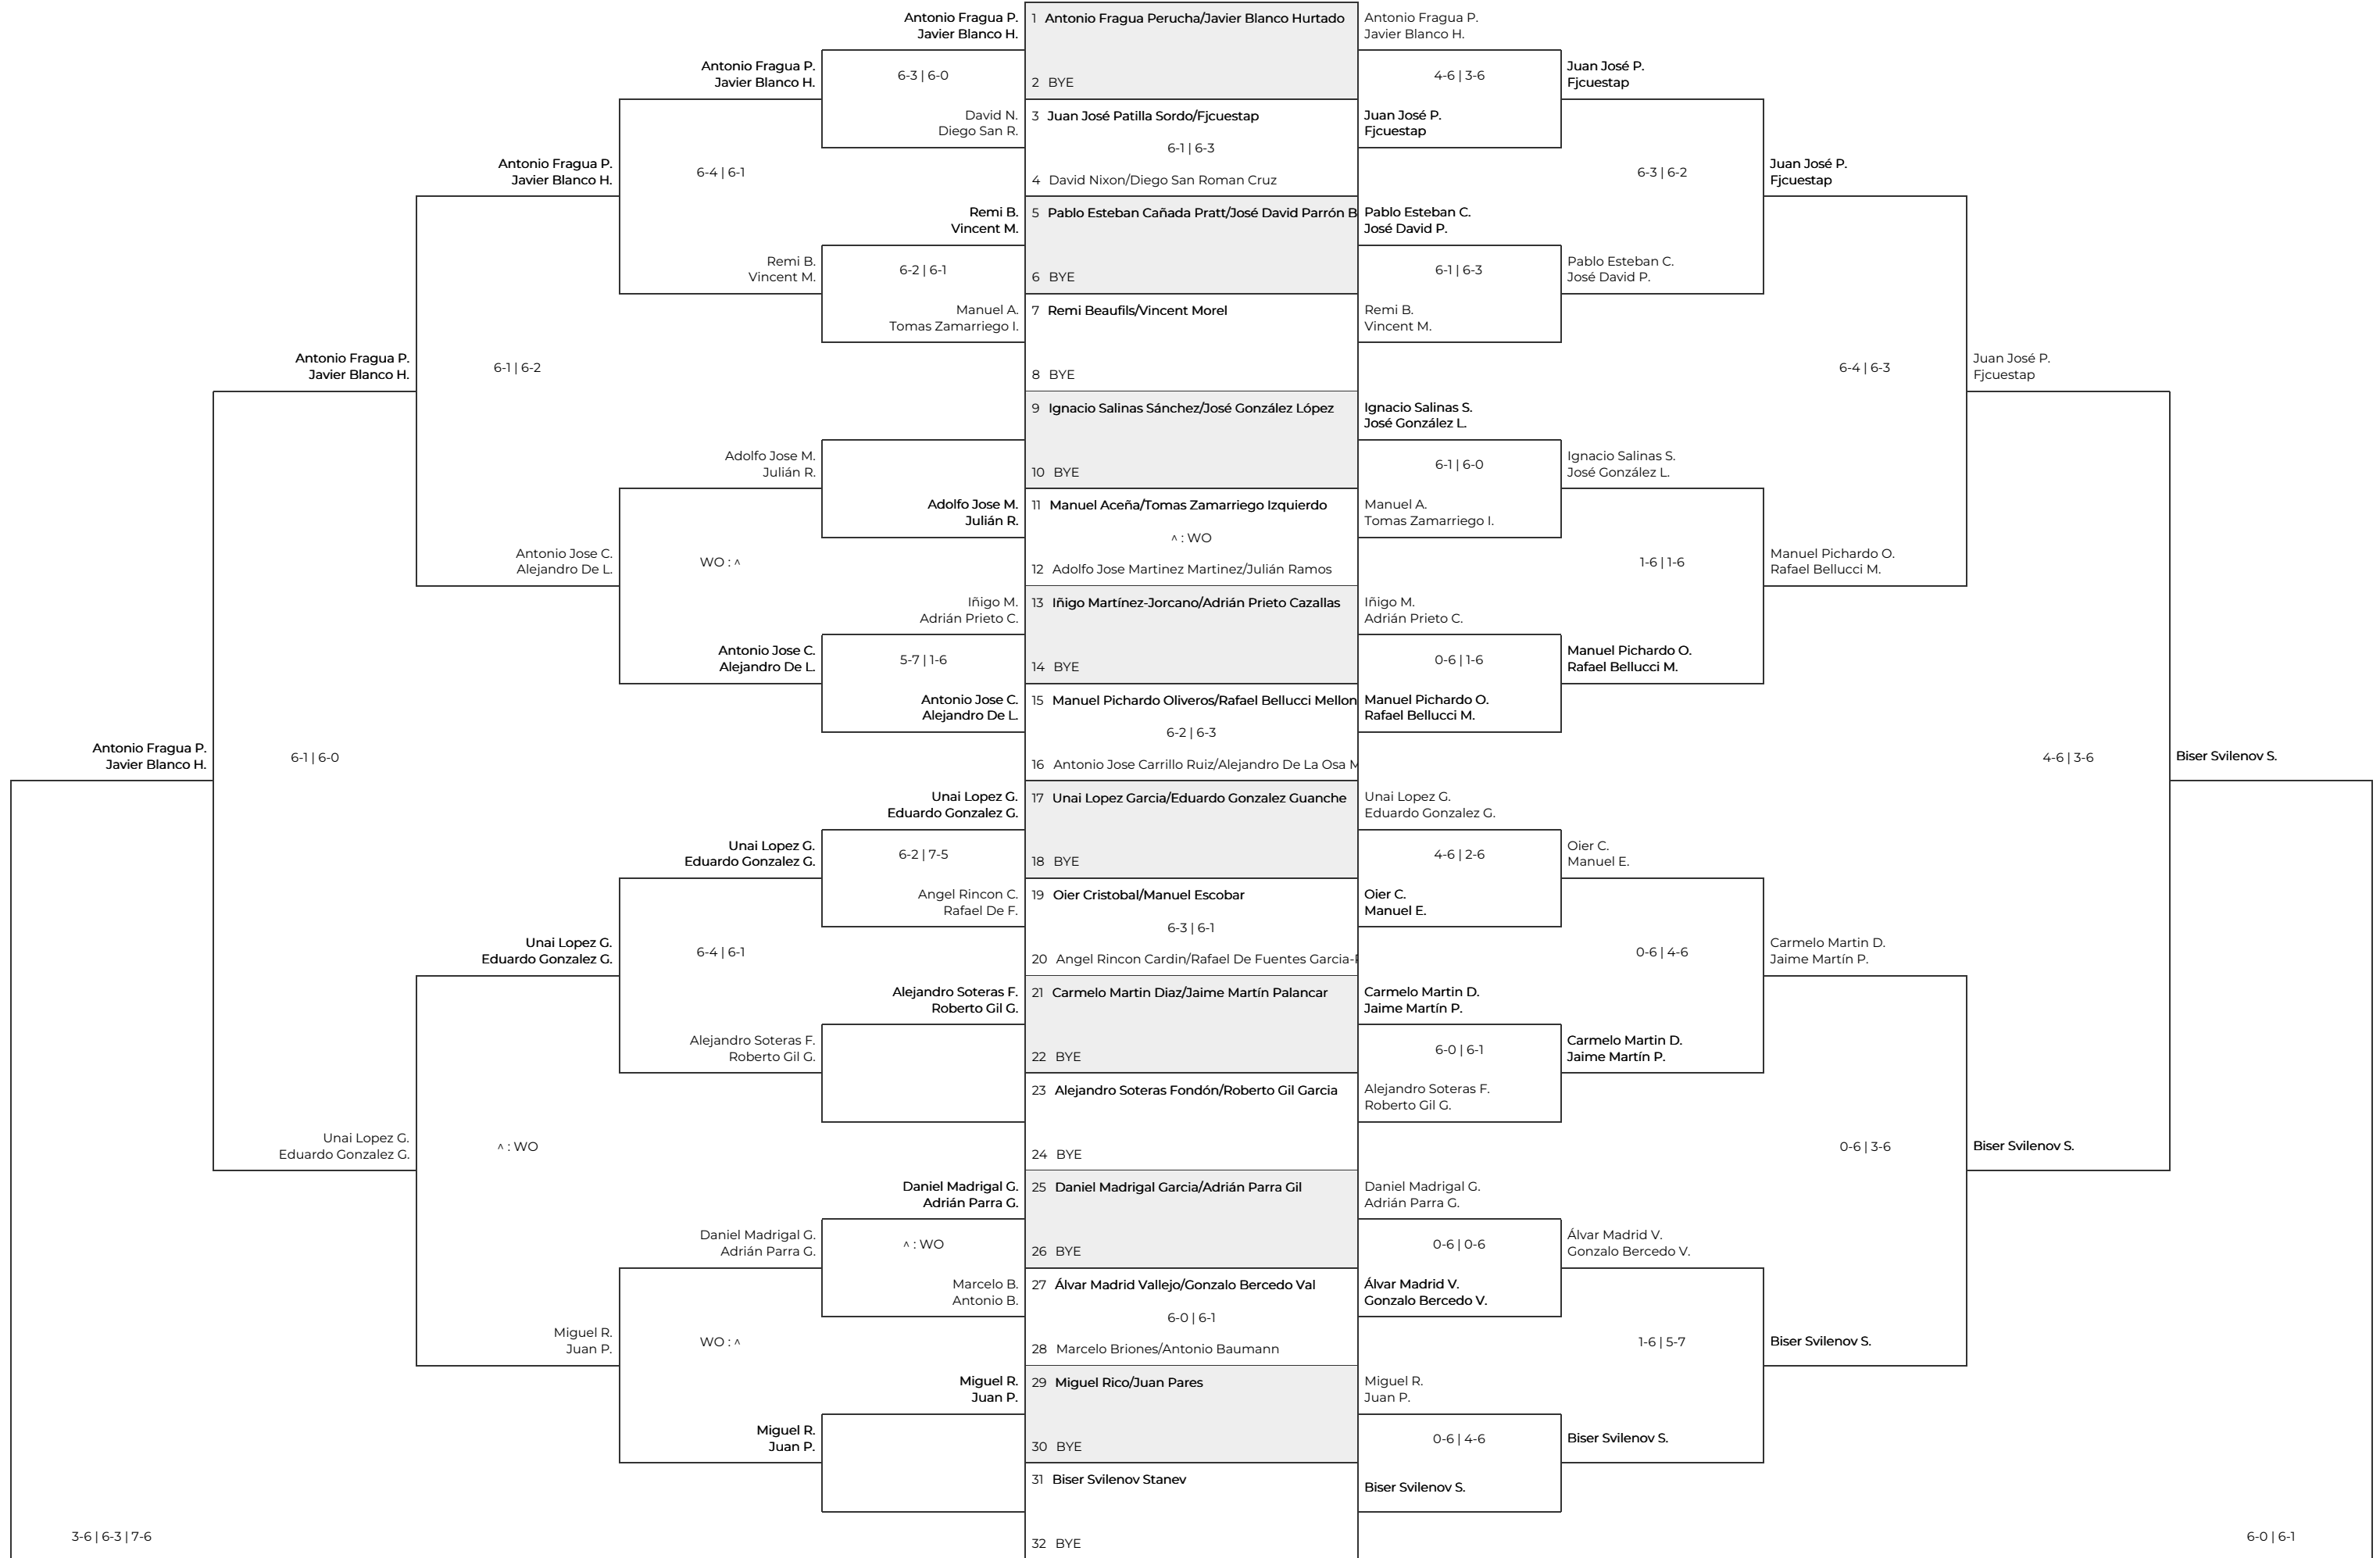 Antonio Fragua P.
Javier Blanco H.
1 Antonio Fragua Perucha/Javier Blanco Hurtado
Antonio Fragua P.
Javier Blanco H.
Antonio Fragua P.
Javier Blanco H.
6-3 | 6-0
2 BYE
4-6 | 3-6
Juan José P.
Fjcuestap
David N.
Diego San R.
3 Juan José Patilla Sordo/Fjcuestap
Juan José P.
Fjcuestap
6-1 | 6-3
Antonio Fragua P.
Javier Blanco H.
6-4 | 6-1
4 David Nixon/Diego San Roman Cruz
6-3 | 6-2
Juan José P.
Fjcuestap
Remi B.
Vincent M.
5 Pablo Esteban Cañada Pratt/José David Parrón B
Pablo Esteban C.
José David P.
Remi B.
Vincent M.
6-2 | 6-1
6 BYE
6-1 | 6-3
Pablo Esteban C.
José David P.
Manuel A.
Tomas Zamarriego I.
7 Remi Beaufils/Vincent Morel
Remi B.
Vincent M.
Antonio Fragua P.
Javier Blanco H.
6-1 | 6-2
8 BYE
6-4 | 6-3
Juan José P.
Fjcuestap
9 Ignacio Salinas Sánchez/José González López
Ignacio Salinas S.
José González L.
Adolfo Jose M.
Julián R.
10 BYE
6-1 | 6-0
Ignacio Salinas S.
José González L.
Adolfo Jose M.
Julián R.
11 Manuel Aceña/Tomas Zamarriego Izquierdo
Manuel A.
Tomas Zamarriego I.
^ : WO
Antonio Jose C.
Alejandro De L.
WO : ^
12 Adolfo Jose Martinez Martinez/Julián Ramos
1-6 | 1-6
Manuel Pichardo O.
Rafael Bellucci M.
Iñigo M.
Adrián Prieto C.
13 Iñigo Martínez-Jorcano/Adrián Prieto Cazallas
Iñigo M.
Adrián Prieto C.
Antonio Jose C.
Alejandro De L.
5-7 | 1-6
14 BYE
0-6 | 1-6
Manuel Pichardo O.
Rafael Bellucci M.
Antonio Jose C.
Alejandro De L.
15 Manuel Pichardo Oliveros/Rafael Bellucci Mellon
Manuel Pichardo O.
Rafael Bellucci M.
6-2 | 6-3
Antonio Fragua P.
Javier Blanco H.
6-1 | 6-0
16 Antonio Jose Carrillo Ruiz/Alejandro De La Osa M
4-6 | 3-6
Biser Svilenov S.
Unai Lopez G.
Eduardo Gonzalez G.
17 Unai Lopez Garcia/Eduardo Gonzalez Guanche
Unai Lopez G.
Eduardo Gonzalez G.
Unai Lopez G.
Eduardo Gonzalez G.
6-2 | 7-5
18 BYE
4-6 | 2-6
Oier C.
Manuel E.
Angel Rincon C.
Rafael De F.
19 Oier Cristobal/Manuel Escobar
Oier C.
Manuel E.
6-3 | 6-1
Unai Lopez G.
Eduardo Gonzalez G.
6-4 | 6-1
20 Angel Rincon Cardin/Rafael De Fuentes Garcia-
0-6 | 4-6
Carmelo Martin D.
Jaime Martín P.
Alejandro Soteras F.
Roberto Gil G.
21 Carmelo Martin Diaz/Jaime Martín Palancar
Carmelo Martin D.
Jaime Martín P.
Alejandro Soteras F.
Roberto Gil G.
22 BYE
6-0 | 6-1
Carmelo Martin D.
Jaime Martín P.
23 Alejandro Soteras Fondón/Roberto Gil Garcia
Alejandro Soteras F.
Roberto Gil G.
Unai Lopez G.
Eduardo Gonzalez G.
^ : WO
24 BYE
0-6 | 3-6
Biser Svilenov S.
Daniel Madrigal G.
Adrián Parra G.
25 Daniel Madrigal Garcia/Adrián Parra Gil
Daniel Madrigal G.
Adrián Parra G.
Daniel Madrigal G.
Adrián Parra G.
^ : WO
26 BYE
0-6 | 0-6
Álvar Madrid V.
Gonzalo Bercedo V.
Marcelo B.
Antonio B.
27 Álvar Madrid Vallejo/Gonzalo Bercedo Val
Álvar Madrid V.
Gonzalo Bercedo V.
6-0 | 6-1
Miguel R.
Juan P.
WO : ^
28 Marcelo Briones/Antonio Baumann
1-6 | 5-7
Biser Svilenov S.
Miguel R.
Juan P.
29 Miguel Rico/Juan Pares
Miguel R.
Juan P.
Miguel R.
Juan P.
30 BYE
0-6 | 4-6
Biser Svilenov S.
31 Biser Svilenov Stanev
Biser Svilenov S.
3-6 | 6-3 | 7-6
32 BYE
6-0 | 6-1